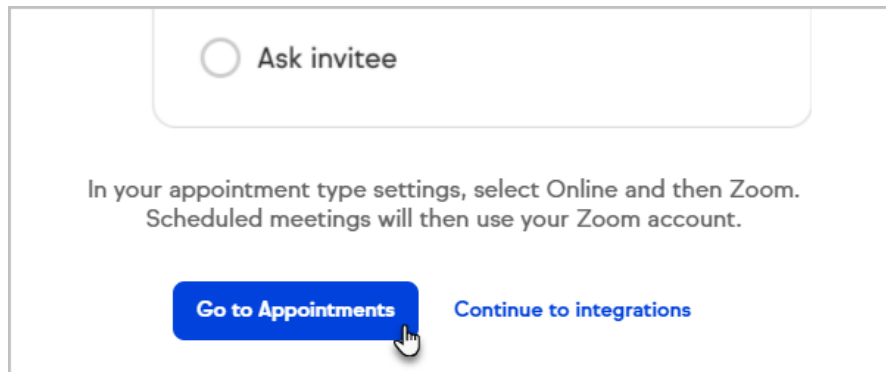 Ask invitee
In your appointment type settings, select Online and then Zoom.
Scheduled meetings will then use your Zoom account.
Go to Appointments
Continue to integrations